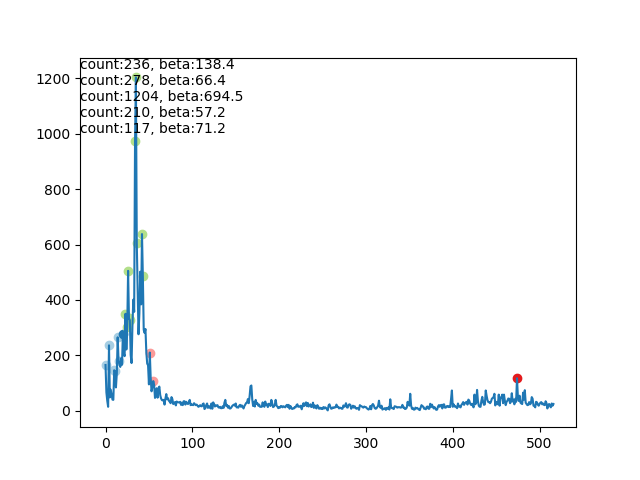 count:236, beta:138.4
count:278, beta:66.4
count:1204, beta:694.5
count:210, beta:57.2
count:117, beta:71.2
1200
1000
800
600
400
200
0
0 100 200 300 400 500